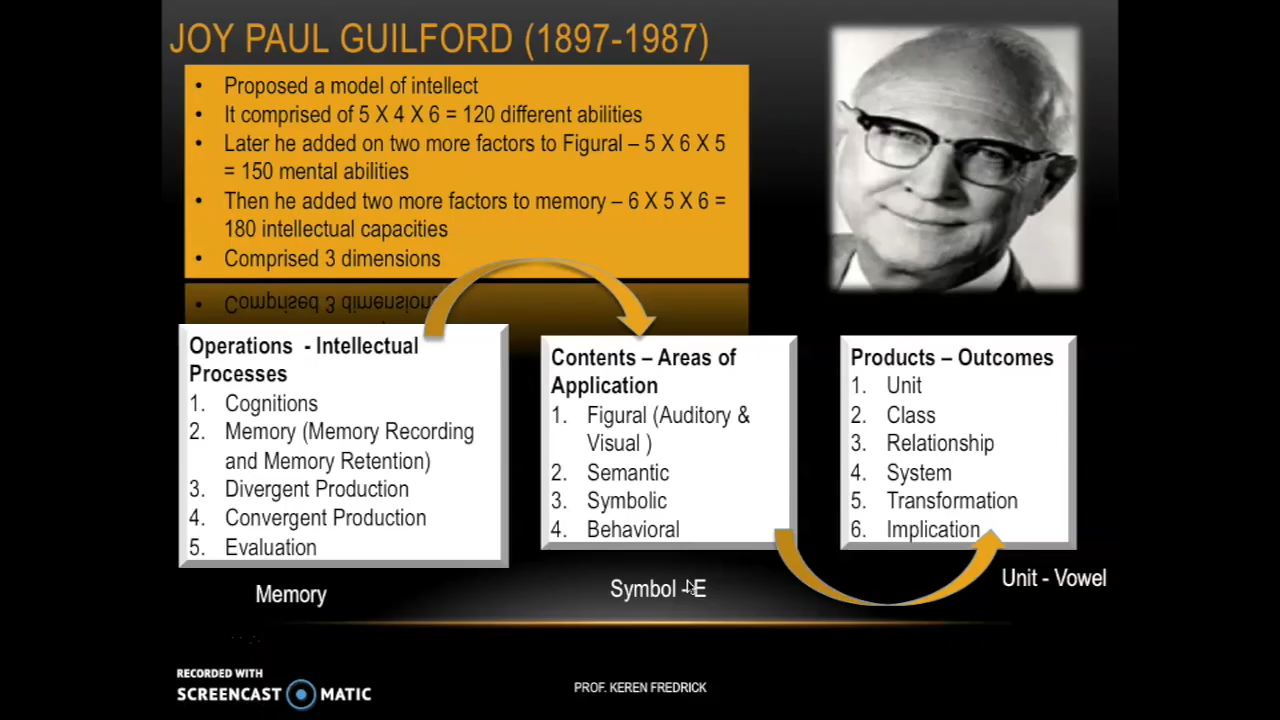 JOY PAUL GUILFORD (1897-1987)
• Proposed a model of intellect
• It comprised of 5 X 4 X 6 = 120 different abilities
• Later he added on two more factors to Figural – 5 X 6 X 5
= 150 mental abilities
• Then he added two more factors to memory – 6 X 5 X 6 =
180 intellectual capacities
• Comprised 3 dimensions
Operations - Intellectual
Processes
1. Cognitions
2. Memory (Memory Recording
and Memory Retention)
3. Divergent Production
4. Convergent Production
5. Evaluation
Memory
Contents – Areas of
Application
1. Figural (Auditory &
Visual )
2. Semantic
3. Symbolic
4. Behavioral
Symbol - E
Products – Outcomes
1. Unit
2. Class
3. Relationship
4. System
5. Transformation
6. Implication
Unit - Vowel
RECORDED WITH
SCREENCAST MATIC
PROF. KEREN FREDRICK